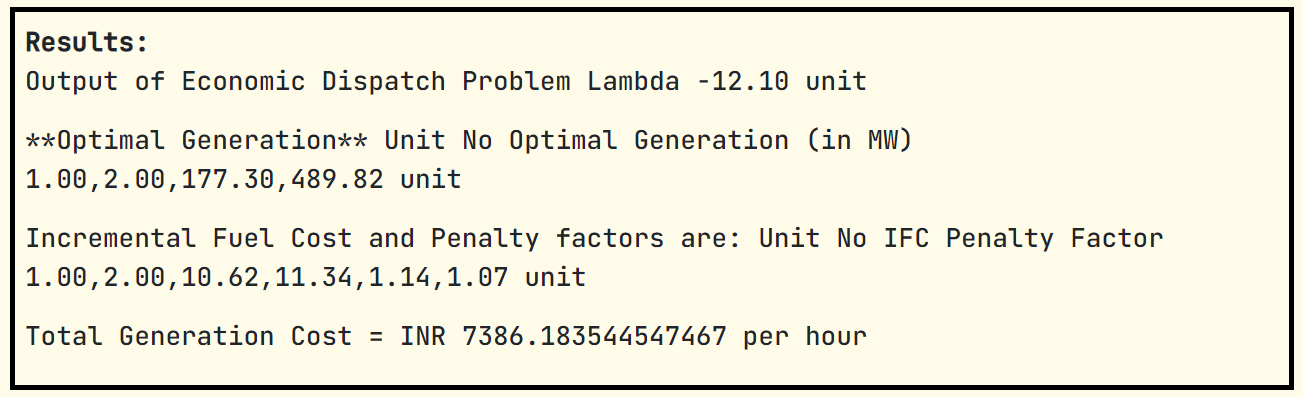 Results:
Output of Economic Dispatch Problem Lambda -12.10 unit
**Optimal Generation** Unit No Optimal Generation (in MW)
1.00,2.00,177.30,489.82 unit
Incremental Fuel Cost and Penalty factors are: Unit No IFC Penalty Factor
1.00,2.00,10.62,11.34,1.14,1.07 unit
Total Generation Cost = INR 7386.183544547467 per hour